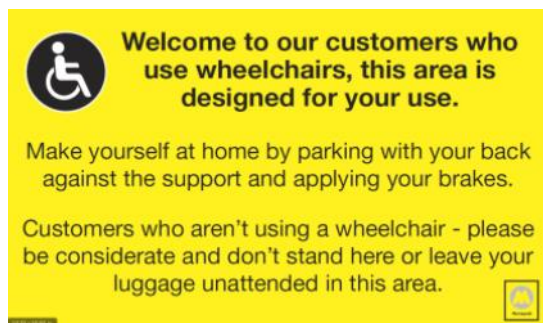 Welcome to our customers who
use wheelchairs, this area is
designed for your use.
Make yourself at home by parking with your back
against the support and applying your brakes.
Customers who aren't using a wheelchair - please
be considerate and don't stand here or leave your
luggage unattended in this area.
M